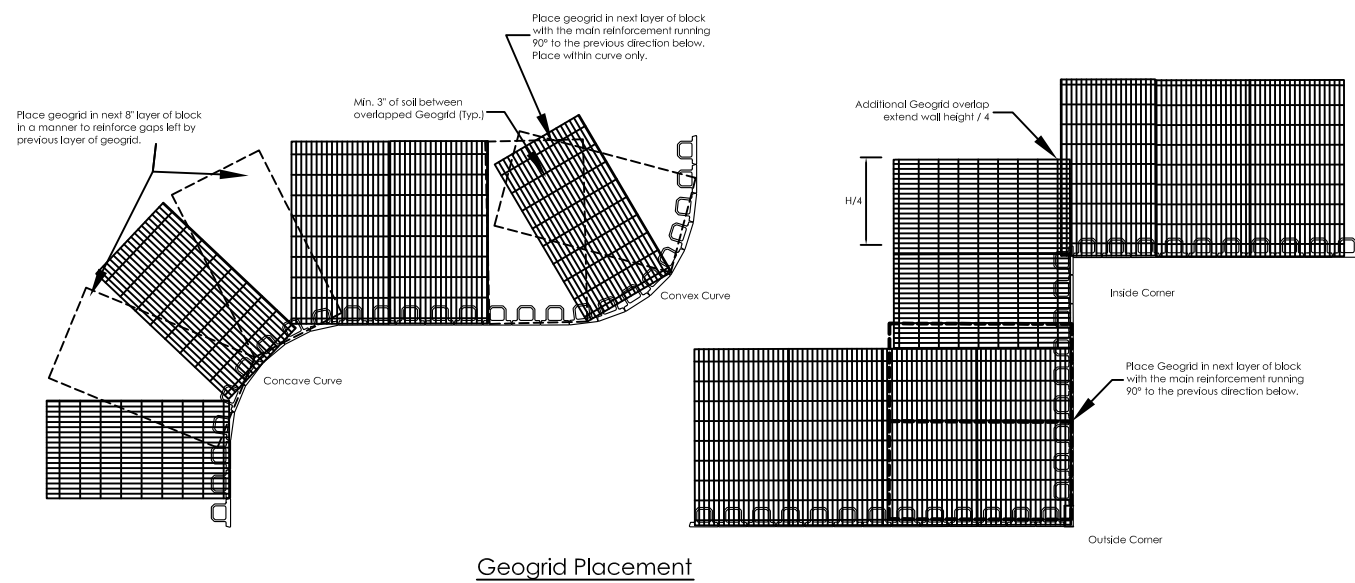 Place geogrid in next layer of block
with the main reinforcement running
90° to the previous direction below.
Place within curve only.
Place geogrid in next 8" layer of block
in a manner to reinforce gaps left by
previous layer of geogrid.
Min. 3" of soil between
overlapped Geogrid (Typ.)
Additional Geogrid overlap
extend wall height / 4
H/4
Convex Curve
Inside Corner
Concave Curve
Place Geogrid in next layer of block
with the main reinforcement running
90° to the previous direction below.
Outside Corner
Geogrid Placement